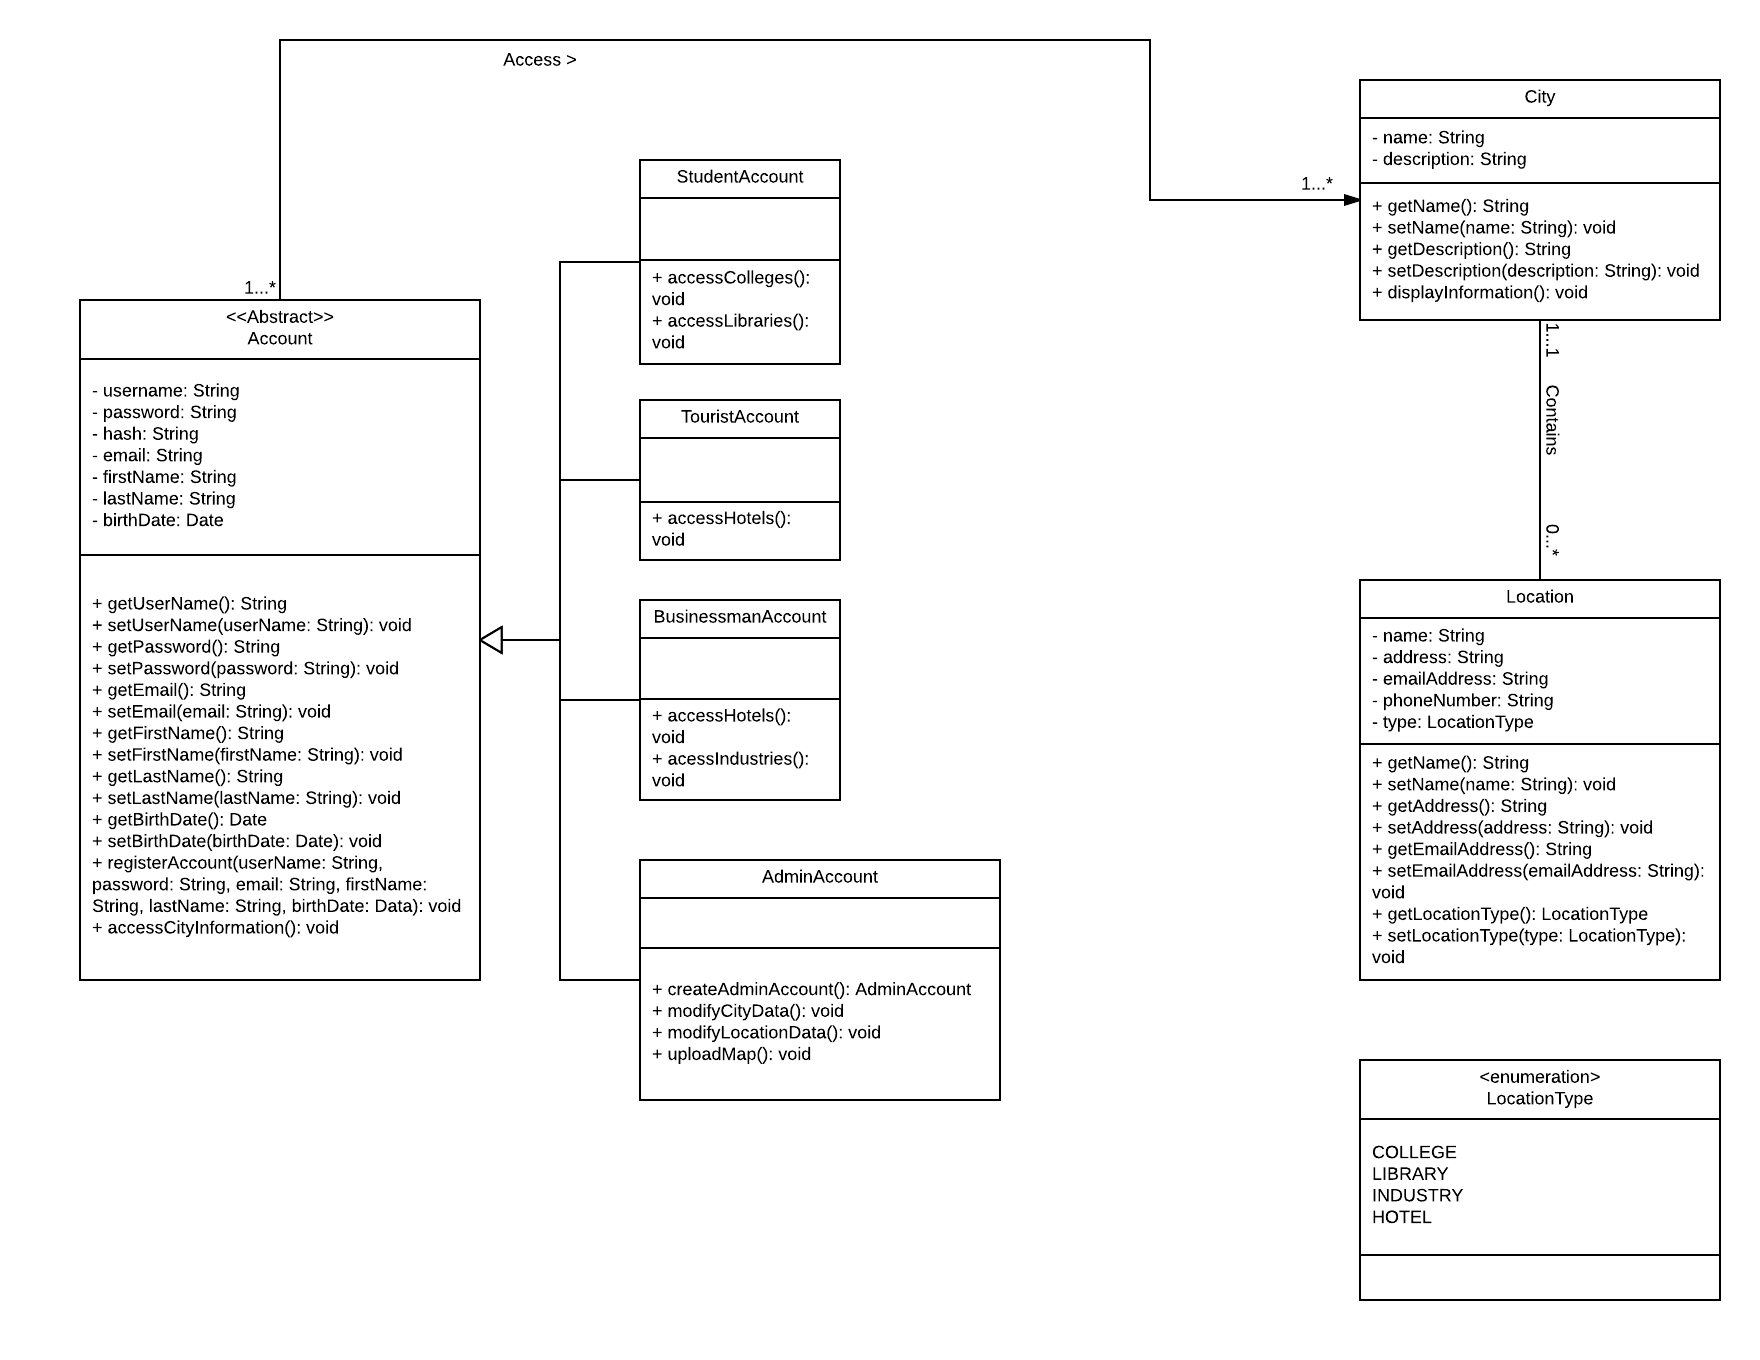 Access >
1...*
<<Abstract>>
Account
- username: String
- password: String
- hash: String
- email: String
- firstName: String
- lastName: String
- birthDate: Date
+ getUserName(): String
+ setUserName(userName: String): void
+ getPassword(): String
+ setPassword(password: String): void
+ getEmail(): String
+ setEmail(email: String): void
+ getFirstName(): String
+ setFirstName(firstName: String): void
+ getLastName(): String
+ setLastName(lastName: String): void
+ getBirthDate(): Date
+ setBirthDate(birthDate: Date): void
+ registerAccount(userName: String,
password: String, email: String, firstName:
String, lastName: String, birthDate: Data): void
+ accessCityInformation(): void
StudentAccount
+ accessColleges():
void
+ accessLibraries():
void
TouristAccount
+ accessHotels():
void
BusinessmanAccount
+ accessHotels():
void
+ acessIndustries():
void
AdminAccount
+ createAdminAccount(): AdminAccount
+ modifyCityData(): void
+ modifyLocationData(): void
+ uploadMap(): void
1...*
City
- name: String
- description: String
+ getName(): String
+ setName(name: String): void
+ getDescription(): String
+ setDescription(description: String): void
+ displayInformation(): void
1...1
Contains
0...*
Location
- name: String
- address: String
- emailAddress: String
- phoneNumber: String
- type: LocationType
+ getName(): String
+ setName(name: String): void
+ getAddress(): String
+ setAddress(address: String): void
+ getEmailAddress(): String
+ setEmailAddress(emailAddress: String):
void
+ getLocationType(): LocationType
+ setLocationType(type: LocationType):
void
<enumeration>
LocationType
COLLEGE
LIBRARY
INDUSTRY
HOTEL